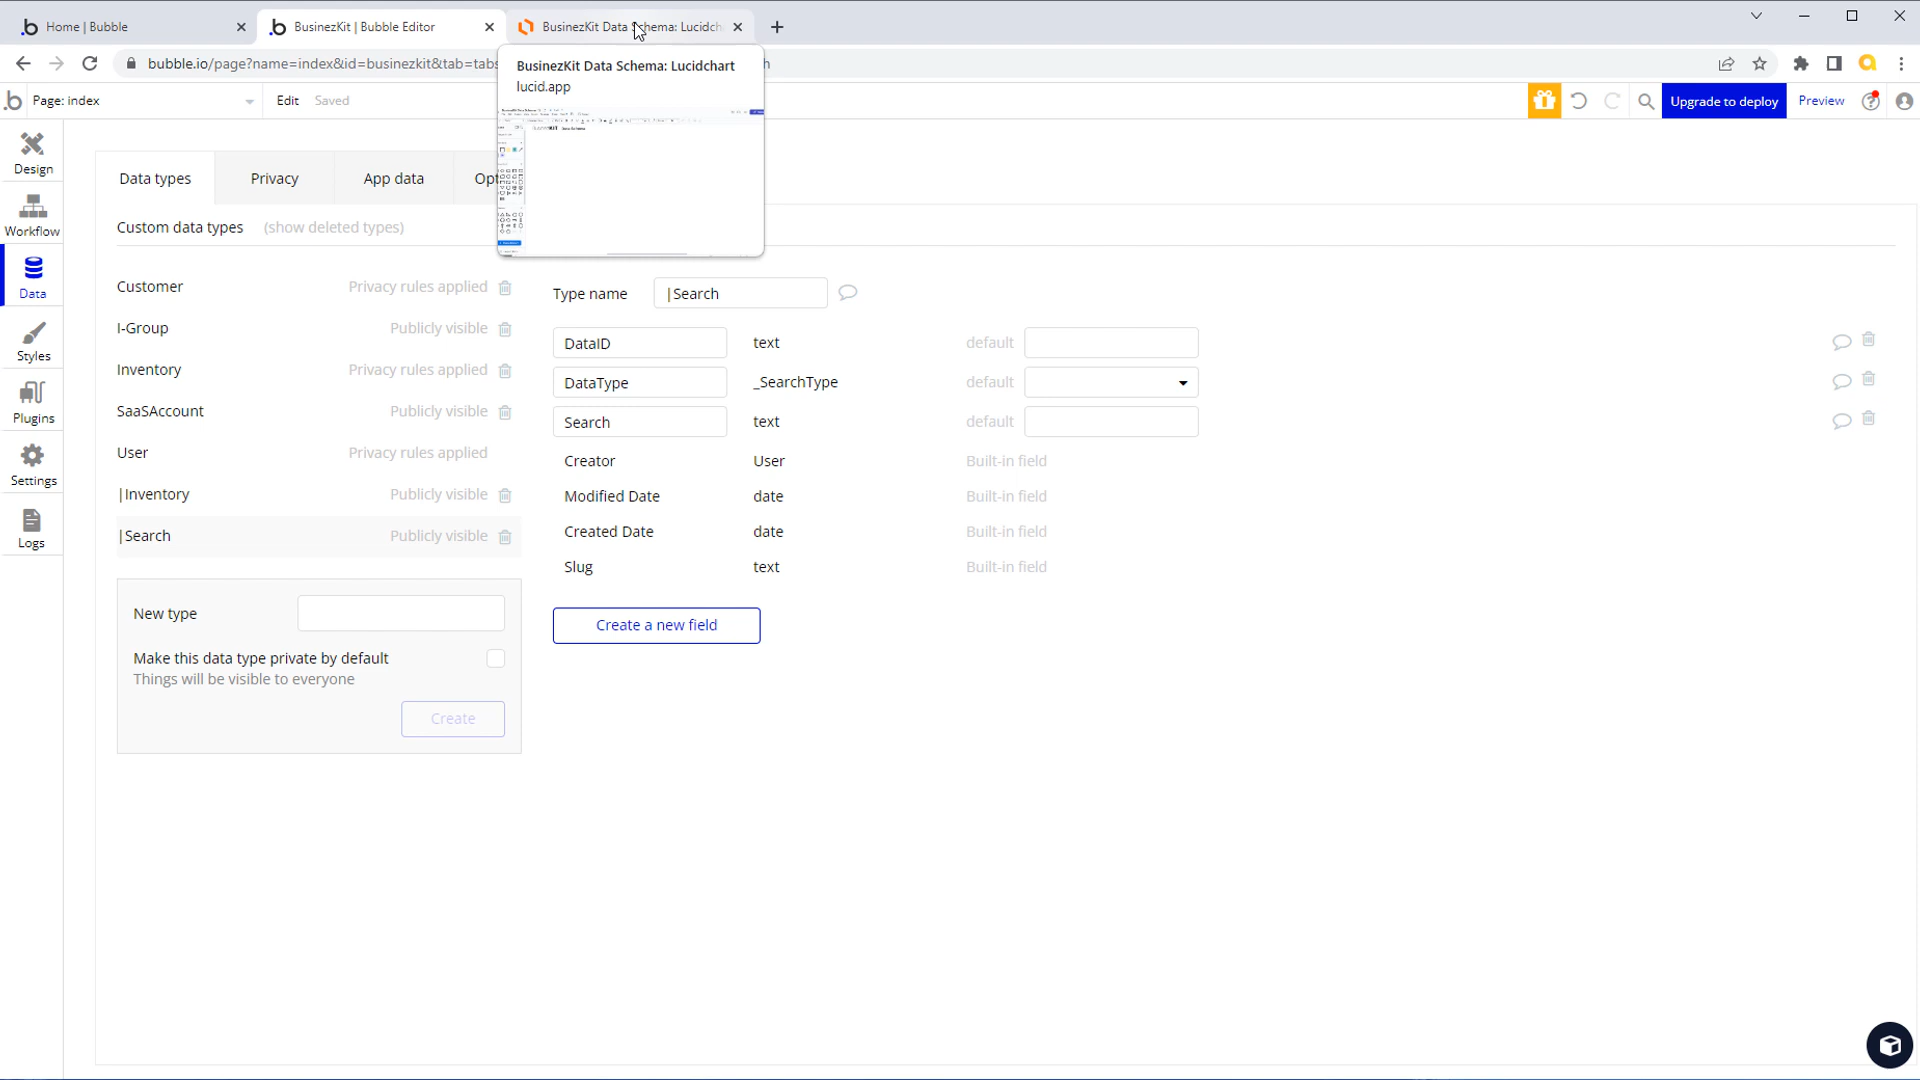 Home | Bubble
BusinezKit | Bubble Editor
BusinezKit Data Schema: Lucidch
bubble.io/page?name=index&id=businezkit&tab=tabs
BusinezKit Data Schema: Lucidchart
lucid.app
Page: index
Edit
Saved
Upgrade to deploy
Preview
Design
Workflow
Data
Styles
Plugins
Settings
Logs
Data types
Privacy
App data
Custom data types
(show deleted types)
Customer
Privacy rules applied
I-Group
Publicly visible
Inventory
Privacy rules applied
SaaSAccount
Publicly visible
User
Privacy rules applied
|Inventory
Publicly visible
|Search
Publicly visible
New type
Make this data type private by default
Things will be visible to everyone
Create
Type name
|Search
DataID
text
default
DataType
_SearchType
default
Search
text
default
Creator
User
Built-in field
Modified Date
date
Built-in field
Created Date
date
Built-in field
Slug
text
Built-in field
Create a new field